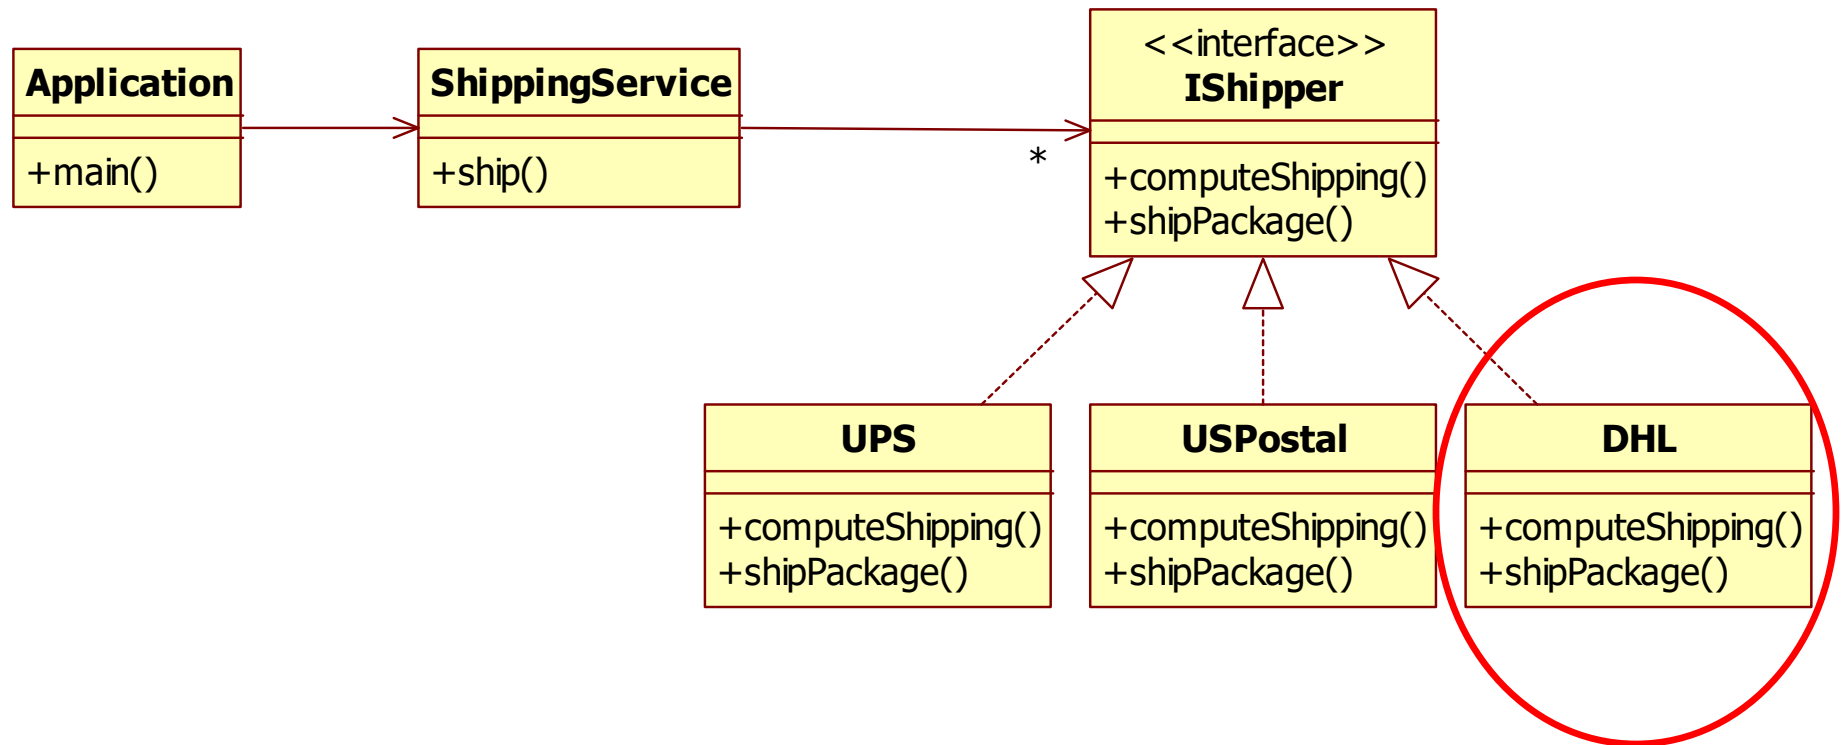 Application
+main()
ShippingService
+ship()
*
<<interface>>
IShipper
+computeShipping()
+shipPackage()
UPS
+computeShipping()
+shipPackage()
USPostal
+computeShipping()
+shipPackage()
DHL
+computeShipping()
+shipPackage()